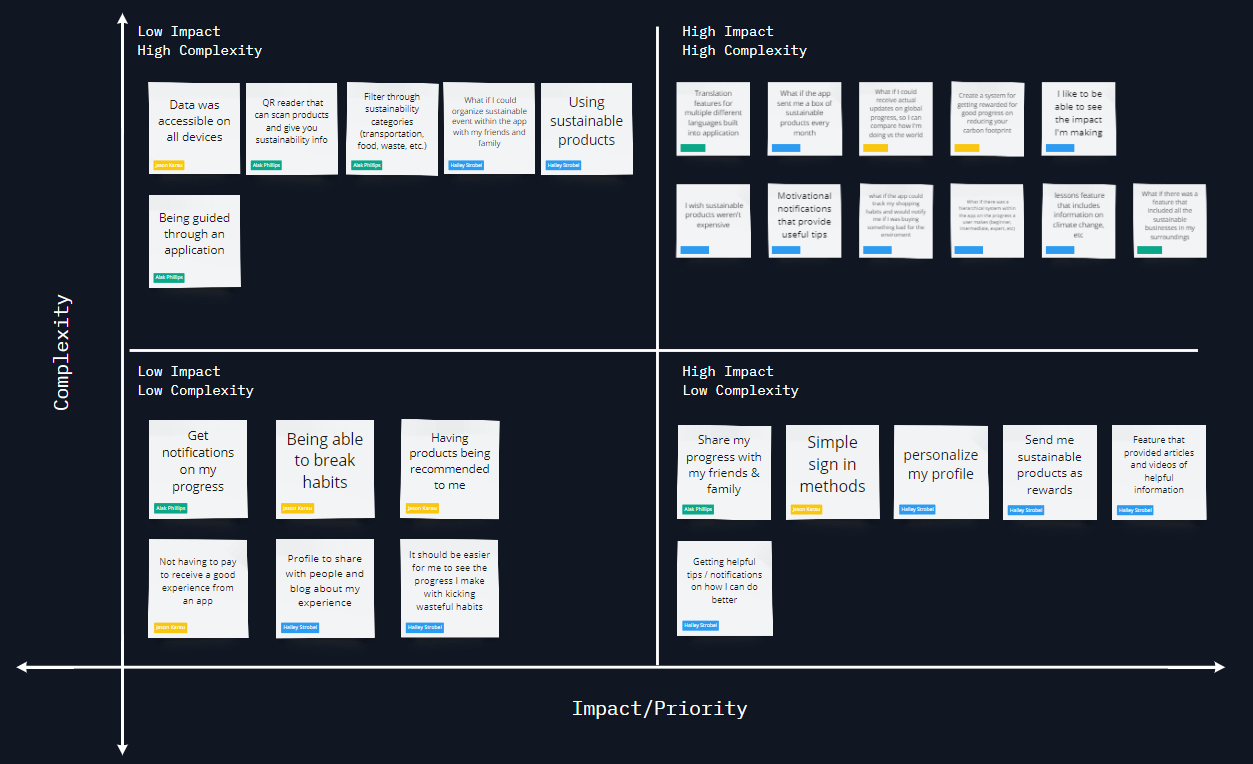 Low Impact
High Complexity
Data was
accessible on
all devices
Jason Karau
QR reader that
can scan products
and give you
sustainability info
Alak Phillips
Filter through
sustainability
categories
(transportation,
food, waste, etc.)
Alak Phillips
What if I could
organize sustainable
event within the app
with my friends and
family
Halley Strobel
Using
sustainable
products
Halley Strobel
Being guided
through an
application
Alak Phillips
High Impact
High Complexity
Translation
features for
multiple different
languages built
into application
What if the app
sent me a box of
sustainable
products every
month
What if I could
receive actual
updates on global
progress, so I can
compare how I'm
doing vs the world
Create a system for
getting rewarded for
good progress on
reducing your
carbon footprint
I like to be
able to see
the impact
I'm making
I wish sustainable
products weren't
expensive
Motivational
notifications
that provide
useful tips
what if the app could
track my shopping
habits and would notify
me if I was buying
something bad for the
enviroment
What if there was a
hierarchical system within
the app on the progress a
user makes (beginner,
intermediate, expert, etc)
lessons feature
that includes
information on
climate change,
etc
What if there was a
feature that
included all the
sustainable
businesses in my
surroundings
Complexity
Low Impact
Low Complexity
Get
notifications
on my
progress
Alak Phillips
Being able
to break
habits
Jason Karau
Having
products being
recommended
to me
Jason Karau
Not having to pay
to receive a good
experience from
an app
Jason Karau
Profile to share
with people and
blog about my
experience
Halley Strobel
It should be easier
for me to see the
progress I make
with kicking
wasteful habits
Halley Strobel
High Impact
Low Complexity
Share my
progress with
my friends &
family
Alak Phillips
Simple
sign in
methods
Jason Karau
personalize
my profile
Halley Strobel
Send me
sustainable
products as
rewards
Halley Strobel
Feature that
provided articles
and videos of
helpful
information
Halley Strobel
Getting helpful
tips / notifications
on how I can do
better
Halley Strobel
Impact/Priority